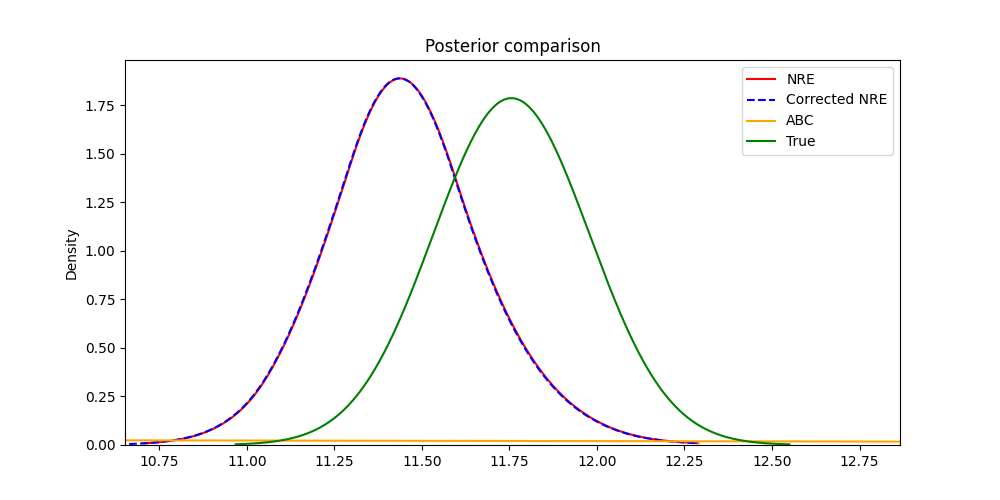 Posterior comparison
NRE
Corrected NRE
ABC
True
Density
1.75
1.50
1.25
1.00
0.75
0.50
0.25
0.00
10.75 11.00 11.25 11.50 11.75 12.00 12.25 12.50 12.75